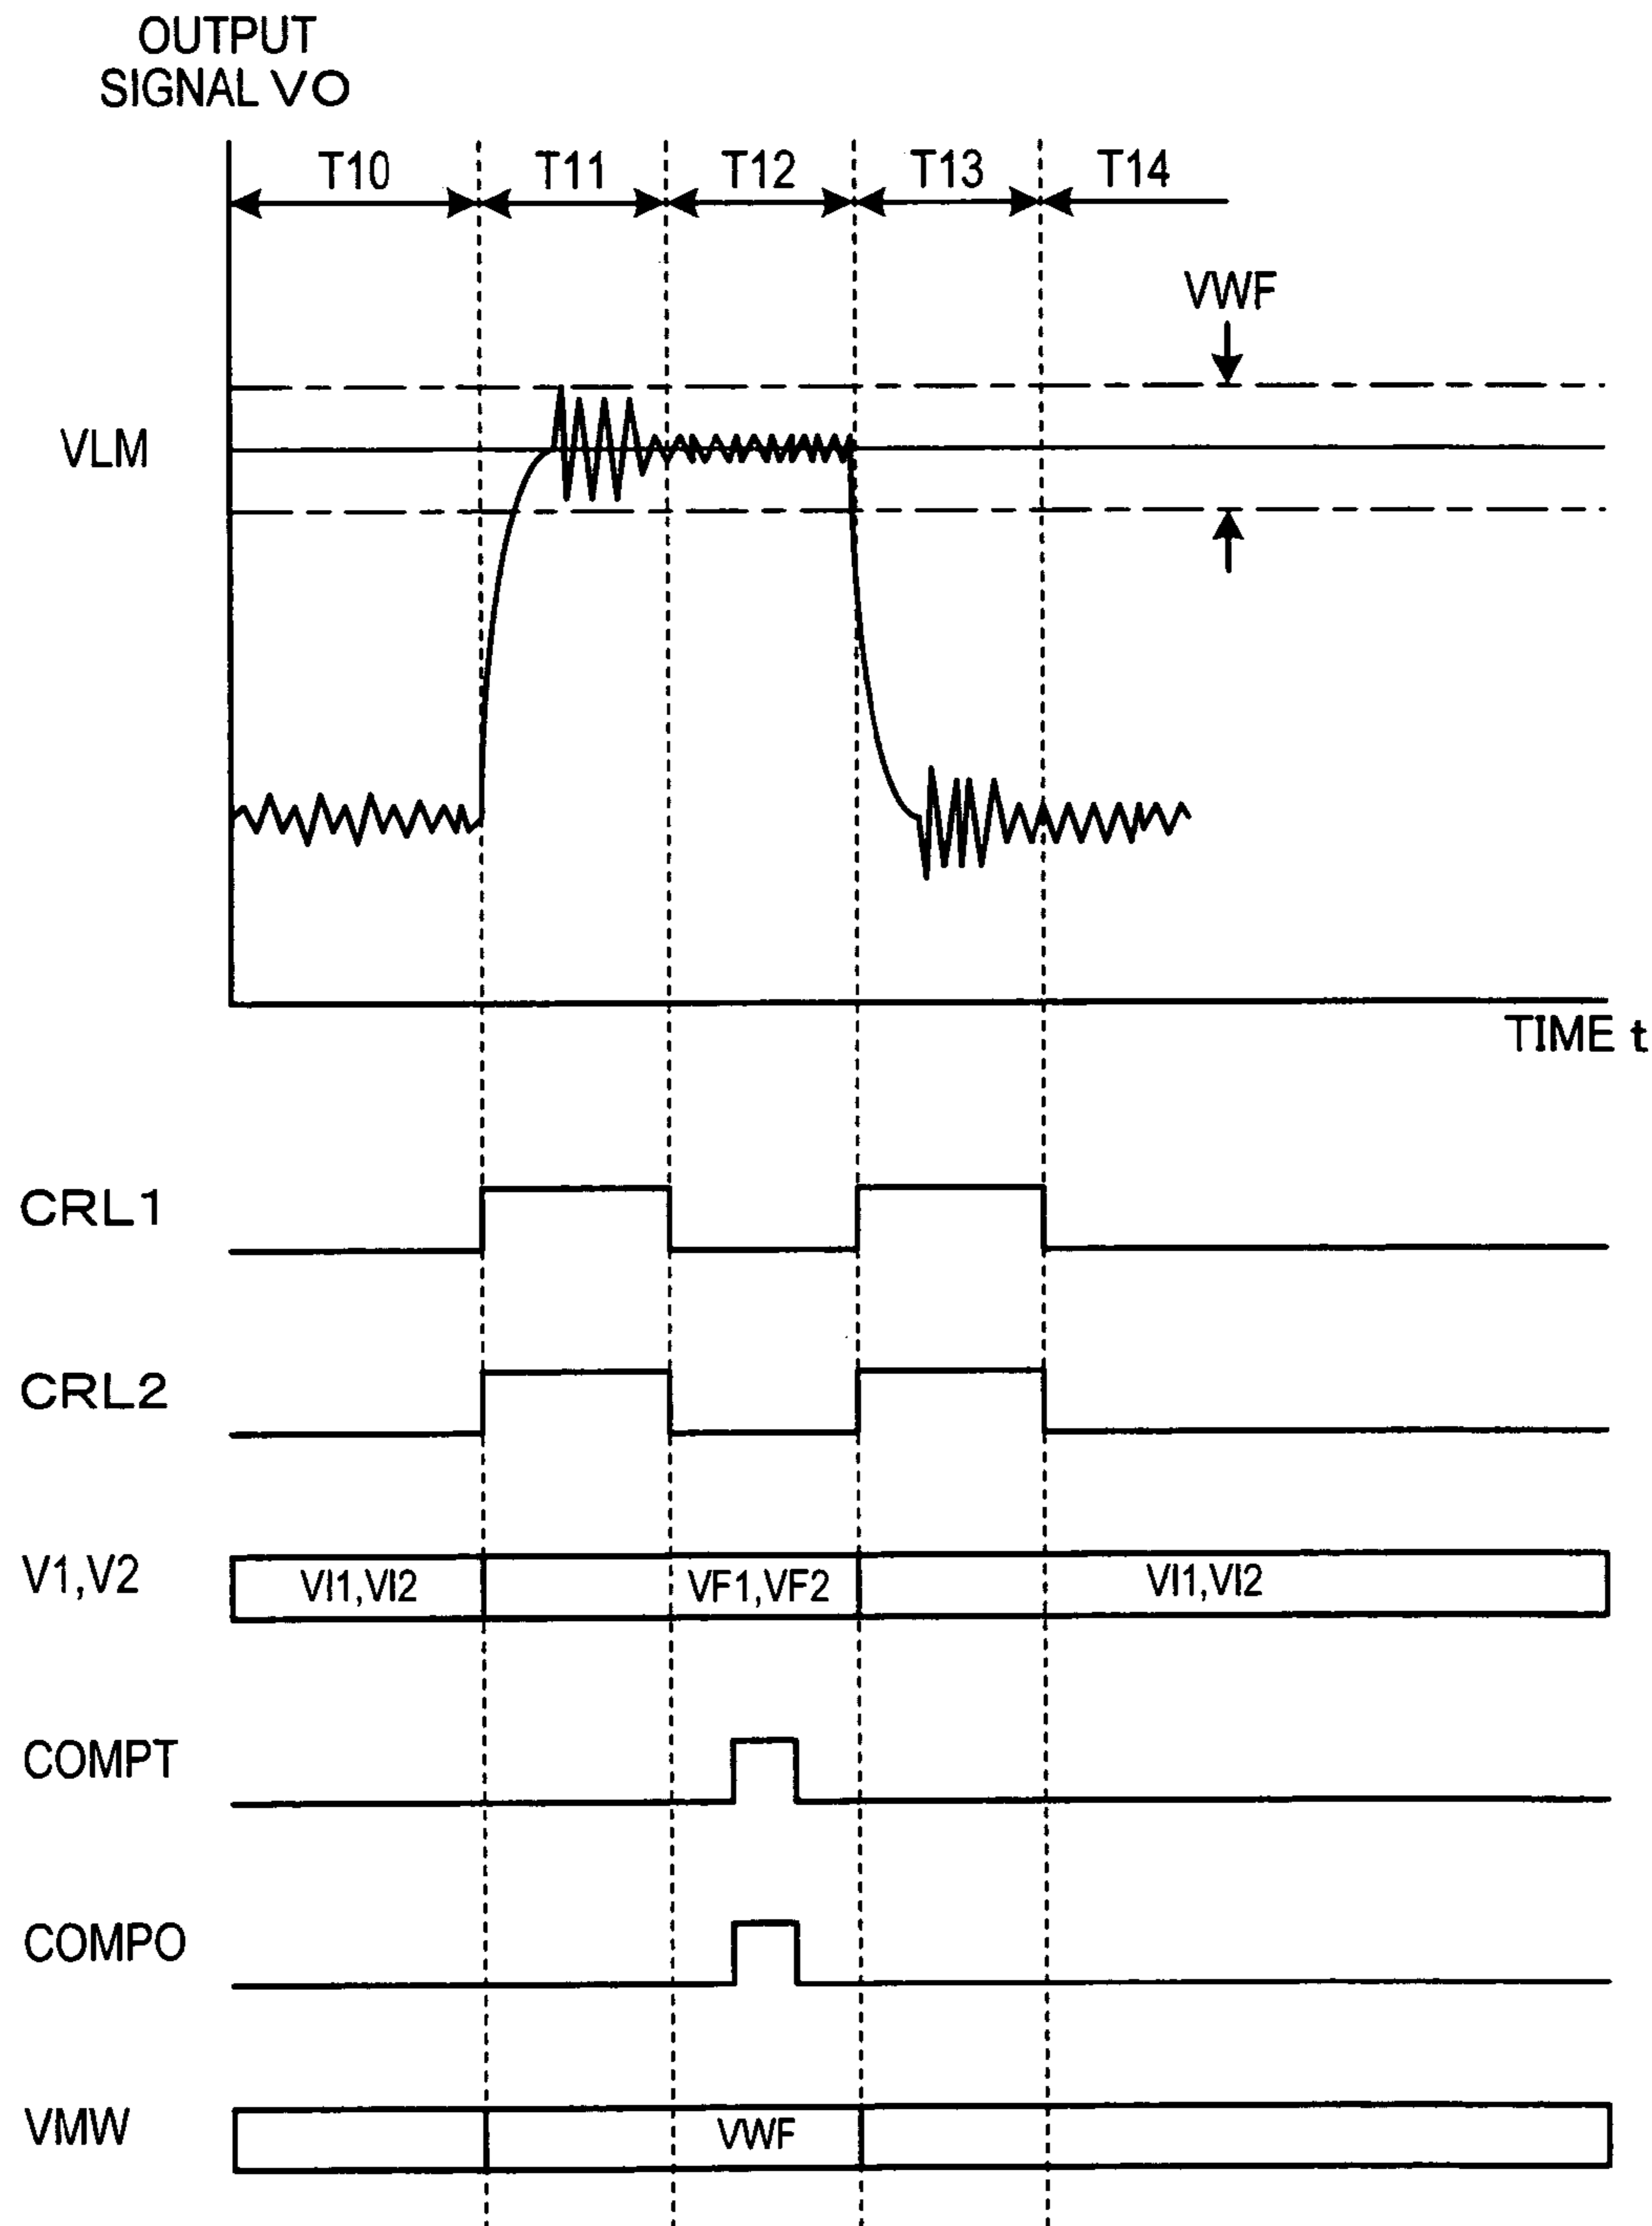 OUTPUT
SIGNAL VO
T10 T11 T12 T13 T14
VWF
VLM
TIME t
CRL1
CRL2
V1,V2 VI1,VI2 VF1,VF2 VI1,VI2
COMPT
COMPO
VMW VWF